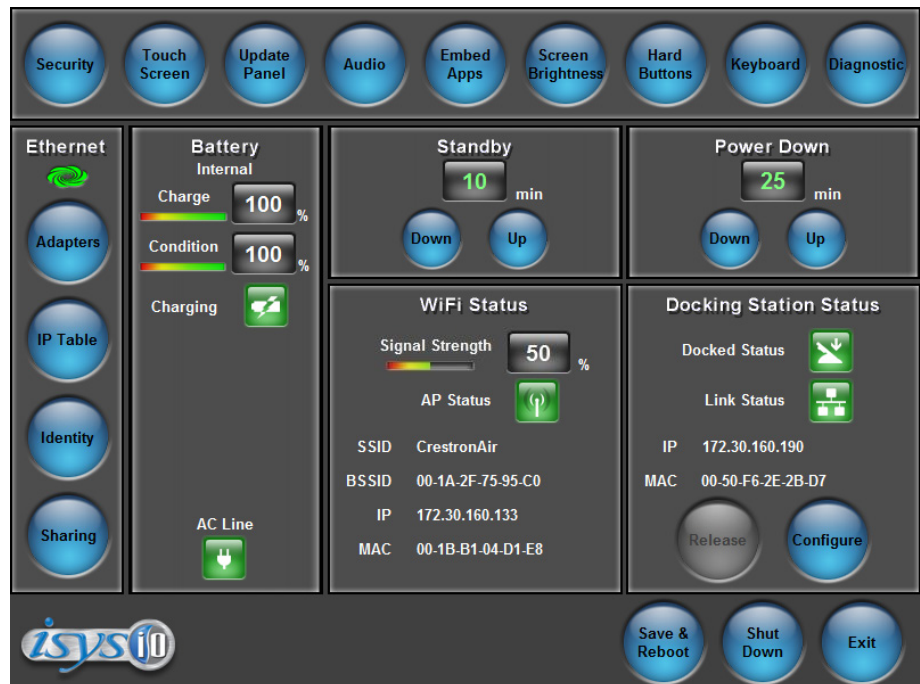 Security
Touch
Screen
Update
Panel
Audio
Embed
Apps
Screen
Brightness
Hard
Buttons
Keyboard
Diagnostic
Ethernet
Adapters
IP Table
Identity
Sharing
Battery
Internal
Charge 100 %
Condition 100 %
Charging
AC Line
Standby
10 min
Down Up
Power Down
25 min
Down Up
WiFi Status
Signal Strength 50 %
AP Status
SSID CrestronAir
BSSID 00-1A-2F-75-95-C0
IP 172.30.160.133
MAC 00-1B-B1-04-D1-E8
Docking Station Status
Docked Status
Link Status
IP 172.30.160.190
MAC 00-50-F6-2E-2B-D7
Release Configure
isys i0
Save &
Reboot
Shut
Down
Exit